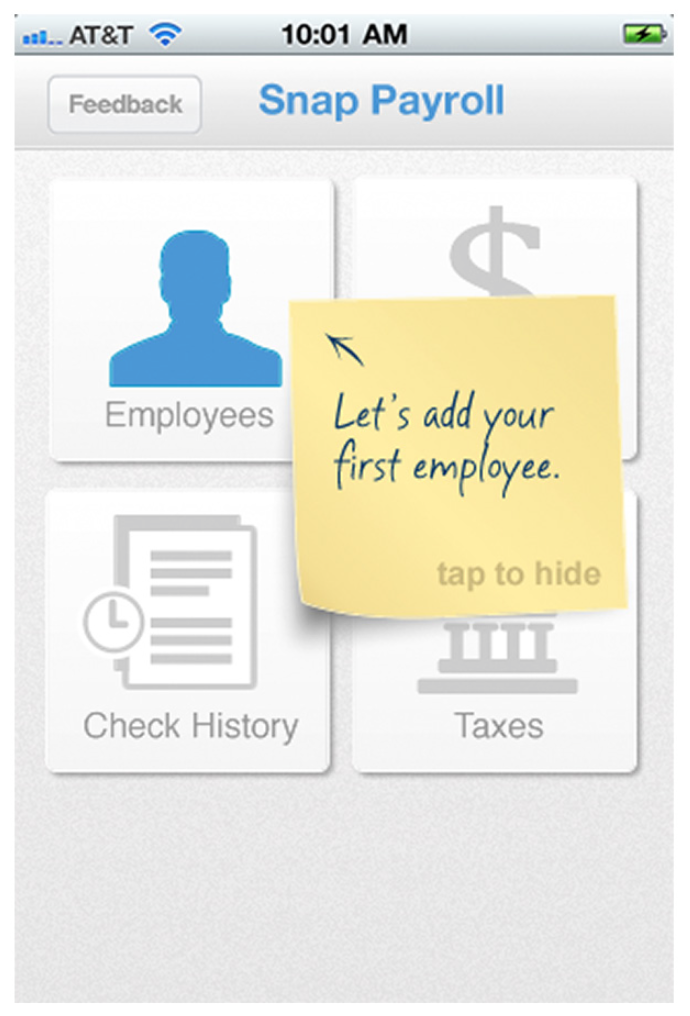 AT&T 10:01 AM
Feedback Snap Payroll
Employees
Let's add your
first employee.
tap to hide
Check History
Taxes